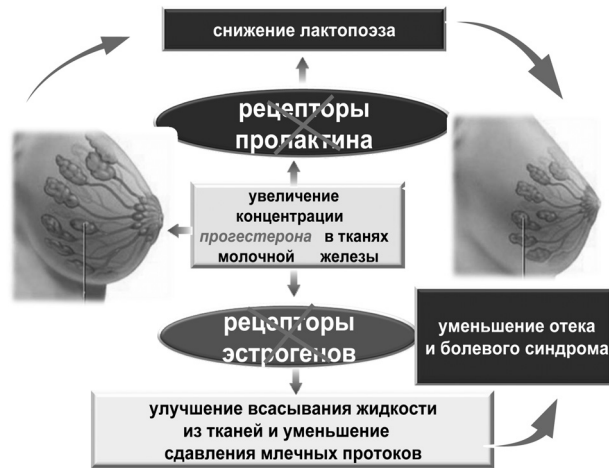 снижение лактопоэза
рецепторы
пролактина
увеличение
концентрации
прогестерона в тканях
молочной железы
рецепторы
эстрогенов
уменьшение отека
и болевого синдрома
улучшение всасывания жидкости
из тканей и уменьшение
сдавления млечных протоков